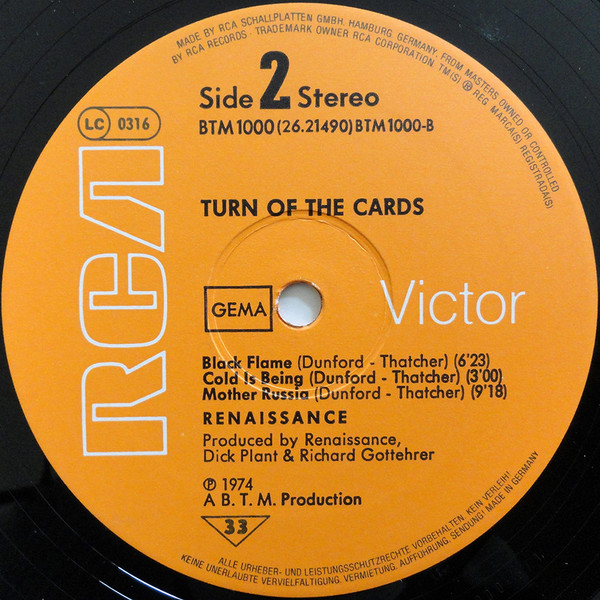 MADE BY RCA SCHALLPLATTEN GMBH, HAMBURG, GERMANY, FROM MASTERS OWNED OR CONTROLLED
BY RCA RECORDS . TRADEMARK OWNER RCA CORPORATION TM(S) ® REG MARCA(S) REGISTRADA(S)
Side 2 Stereo
LC 0316
BTM 1000 (26.21490) BTM 1000-B
TURN OF THE CARDS
RCA
GEMA
Victor
Black Flame (Dunford - Thatcher) (6'23)
Cold Is Being (Dunford - Thatcher) (3'00)
Mother Russia (Dunford - Thatcher) (9'18)
RENAISSANCE
Produced by Renaissance,
Dick Plant & Richard Gottehrer
℗ 1974
A B. T. M. Production
33
ALLE URHEBER- UND LEISTUNGSSCHUTZRECHTE VORBEHALTEN. KEIN VERLEIH!
KEINE UNERLAUBTE VERVIELFÄLTIGUNG. VERMIETUNG, AUFFÜHRUNG, SENDUNG! MADE IN GERMANY